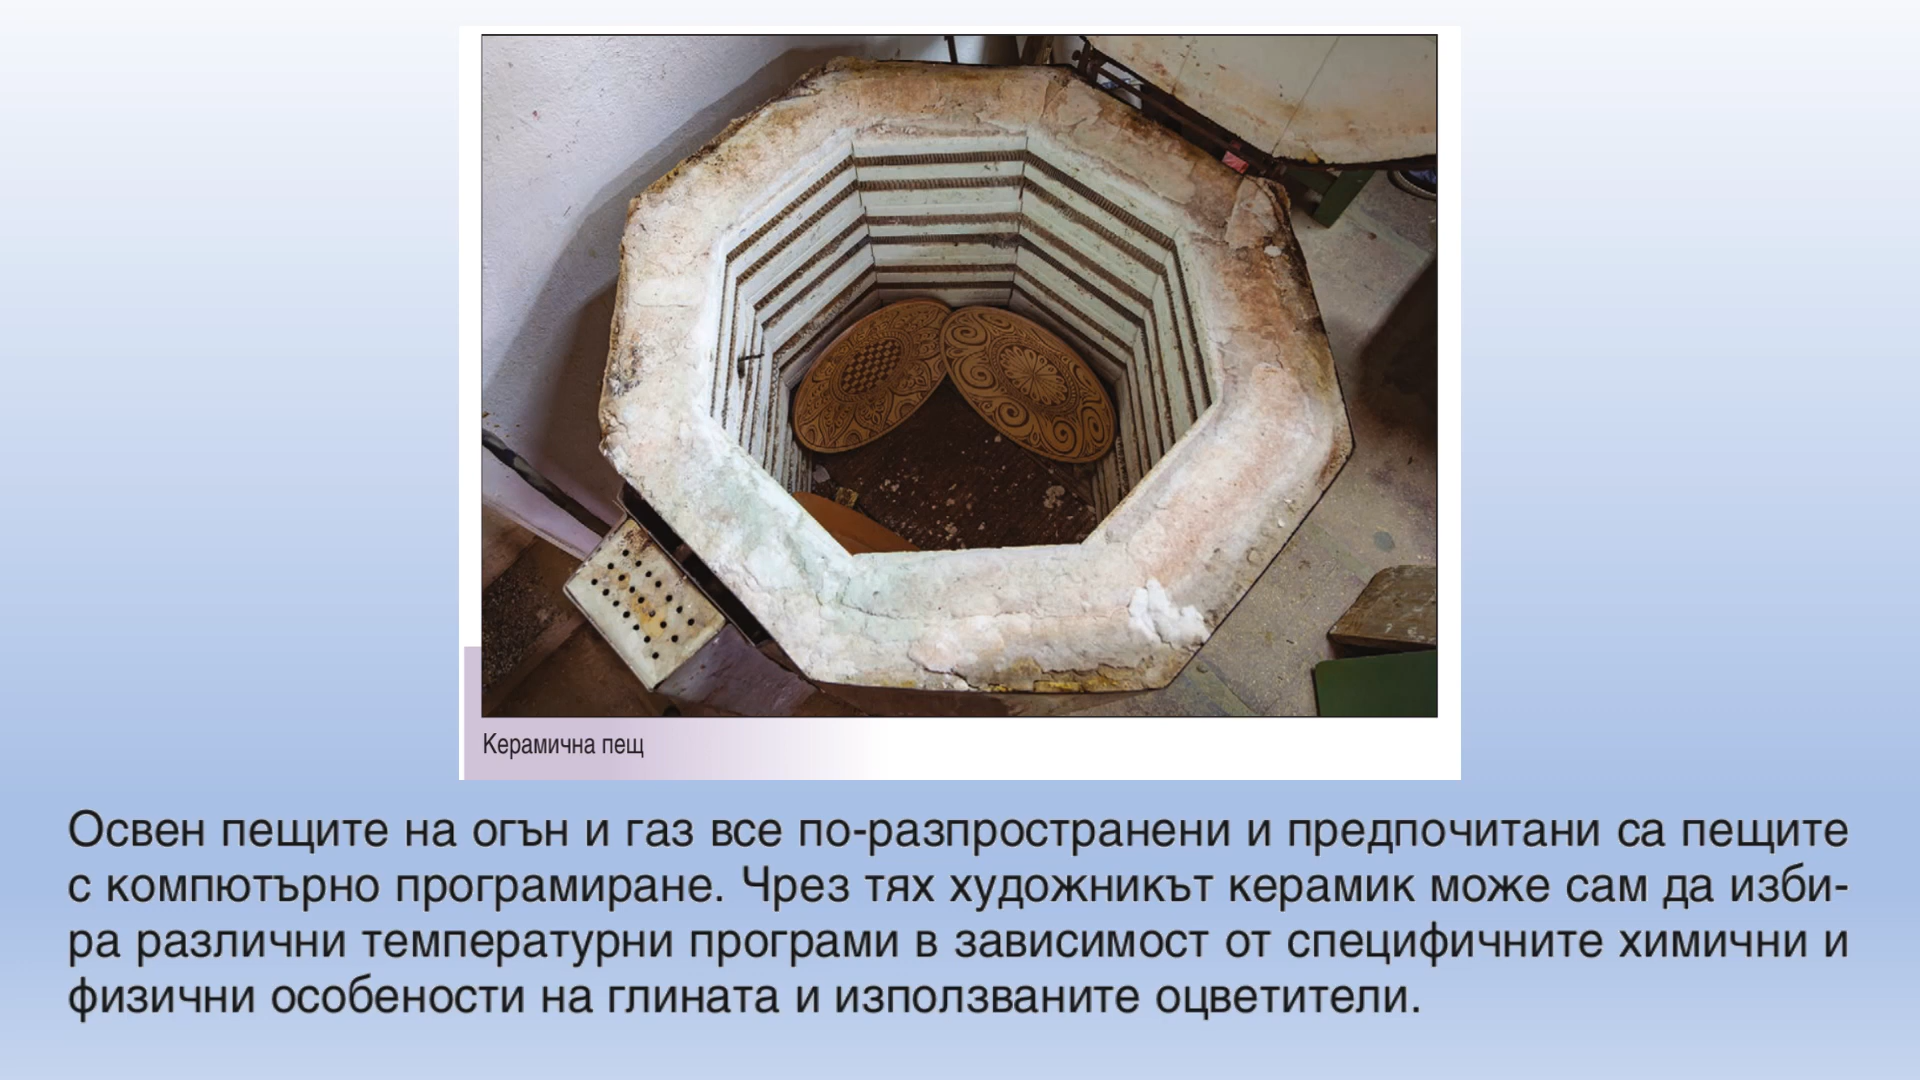 Керамична пещ
Освен пещите на огън и газ все по-разпространени и предпочитани са пещите
с компютърно програмиране. Чрез тях художникът керамик може сам да изби-
ра различни температурни програми в зависимост от специфичните химични и
физични особености на глината и използваните оцветители.